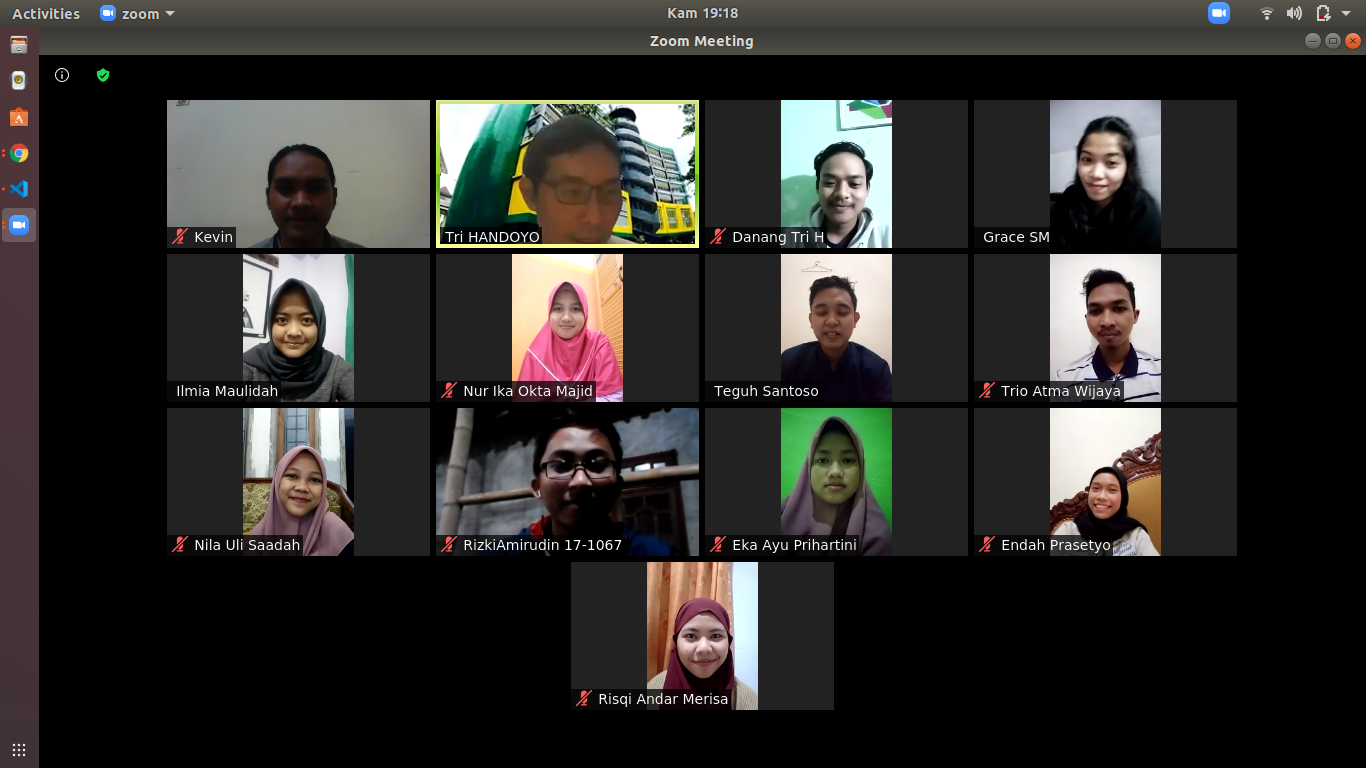 Activities zoom Kam 19:18
Zoom Meeting
Kevin
Tri HANDOYO
Danang Tri H
Grace SM
Ilmia Maulidah
Nur Ika Okta Majid
Teguh Santoso
Trio Atma Wijaya
Nila Uli Saadah
RizkiAmirudin 17-1067
Eka Ayu Prihartini
Endah Prasetyo
Risqi Andar Merisa